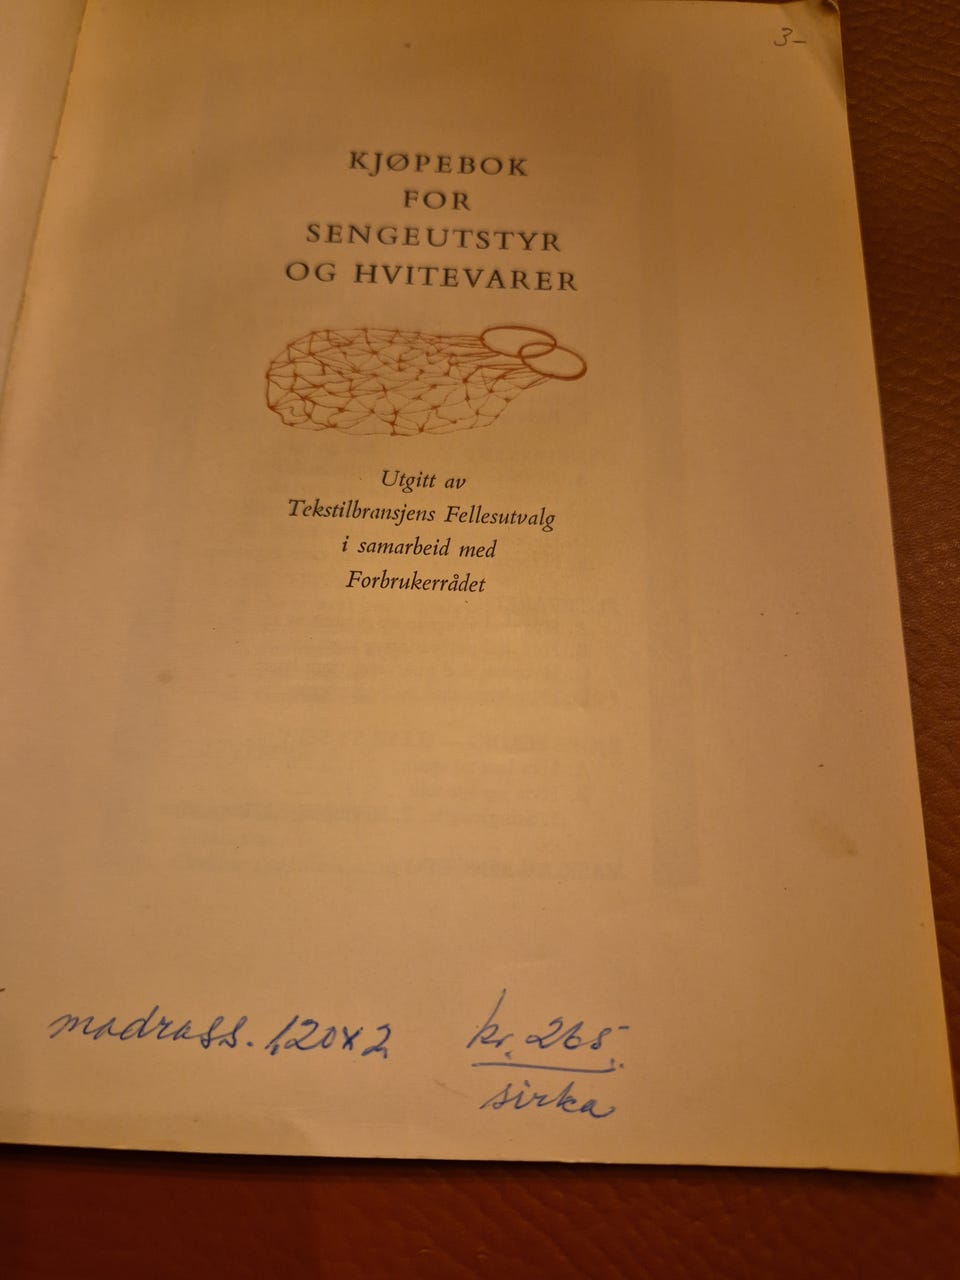 3-
KJØPEBOK
FOR
SENGEUTSTYR
OG HVITEVARER
Utgitt av
Tekstilbransjens Fellesutvalg
i samarbeid med
Forbrukerrådet
madrass. 1,20x2 kr. 265-
sirka